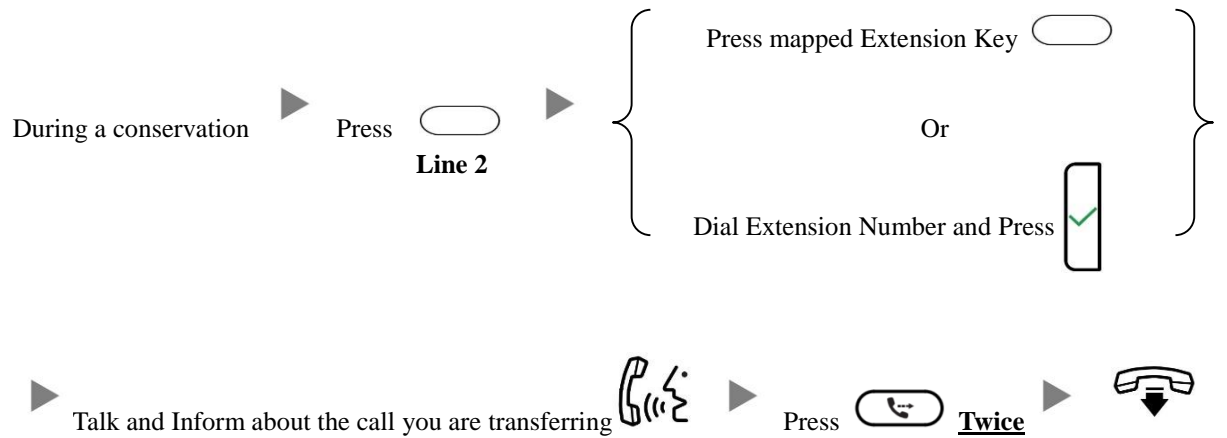 Press mapped Extension Key
During a conservation
Press
Or
Line 2
Dial Extension Number and Press
Talk and Inform about the call you are transferring
Press
Twice